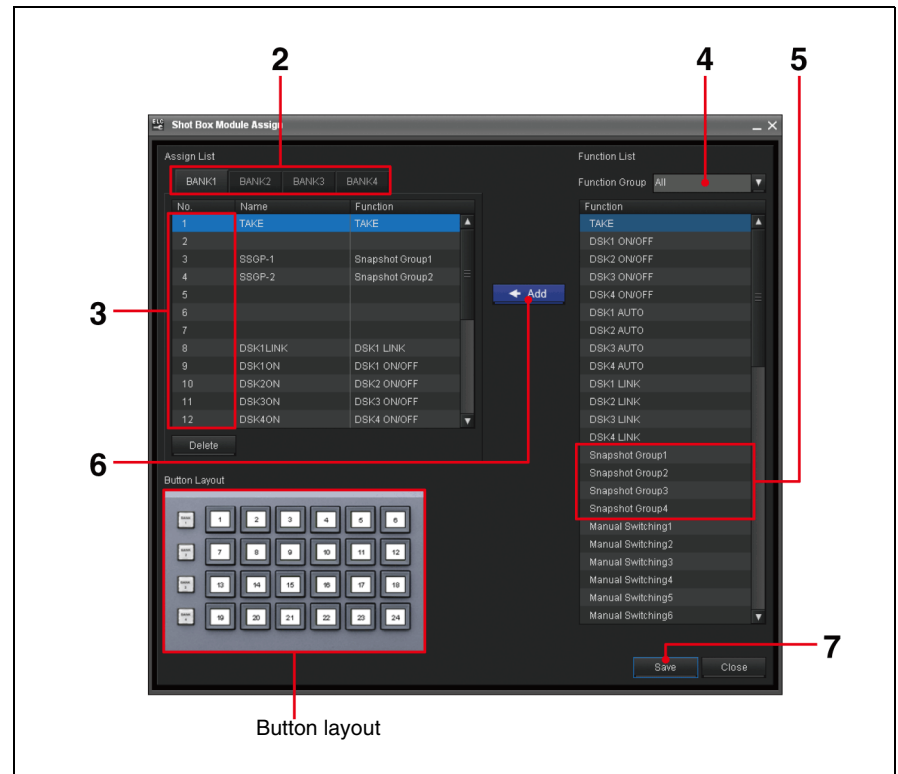 2
4
5
Shot Box Module Assign
Assign List
Function List
BANK1 BANK2 BANK3 BANK4
Function Group All
No. Name Function
1 TAKE TAKE
2
3 SSGP-1 Snapshot Group1
4 SSGP-2 Snapshot Group2
5
6
7
8 DSK1LINK DSK1 LINK
9 DSK1ON DSK1 ON/OFF
10 DSK2ON DSK2 ON/OFF
11 DSK3ON DSK3 ON/OFF
12 DSK4ON DSK4 ON/OFF
Delete
3
Add
6
Function
TAKE
DSK1 ON/OFF
DSK2 ON/OFF
DSK3 ON/OFF
DSK4 ON/OFF
DSK1 AUTO
DSK2 AUTO
DSK3 AUTO
DSK4 AUTO
DSK1 LINK
DSK2 LINK
DSK3 LINK
DSK4 LINK
Snapshot Group1
Snapshot Group2
Snapshot Group3
Snapshot Group4
Manual Switching1
Manual Switching2
Manual Switching3
Manual Switching4
Manual Switching5
Manual Switching6
Button Layout
1 2 3 4 5 6
7 8 9 10 11 12
13 14 15 16 17 18
19 20 21 22 23 24
7
Save Close
Button layout